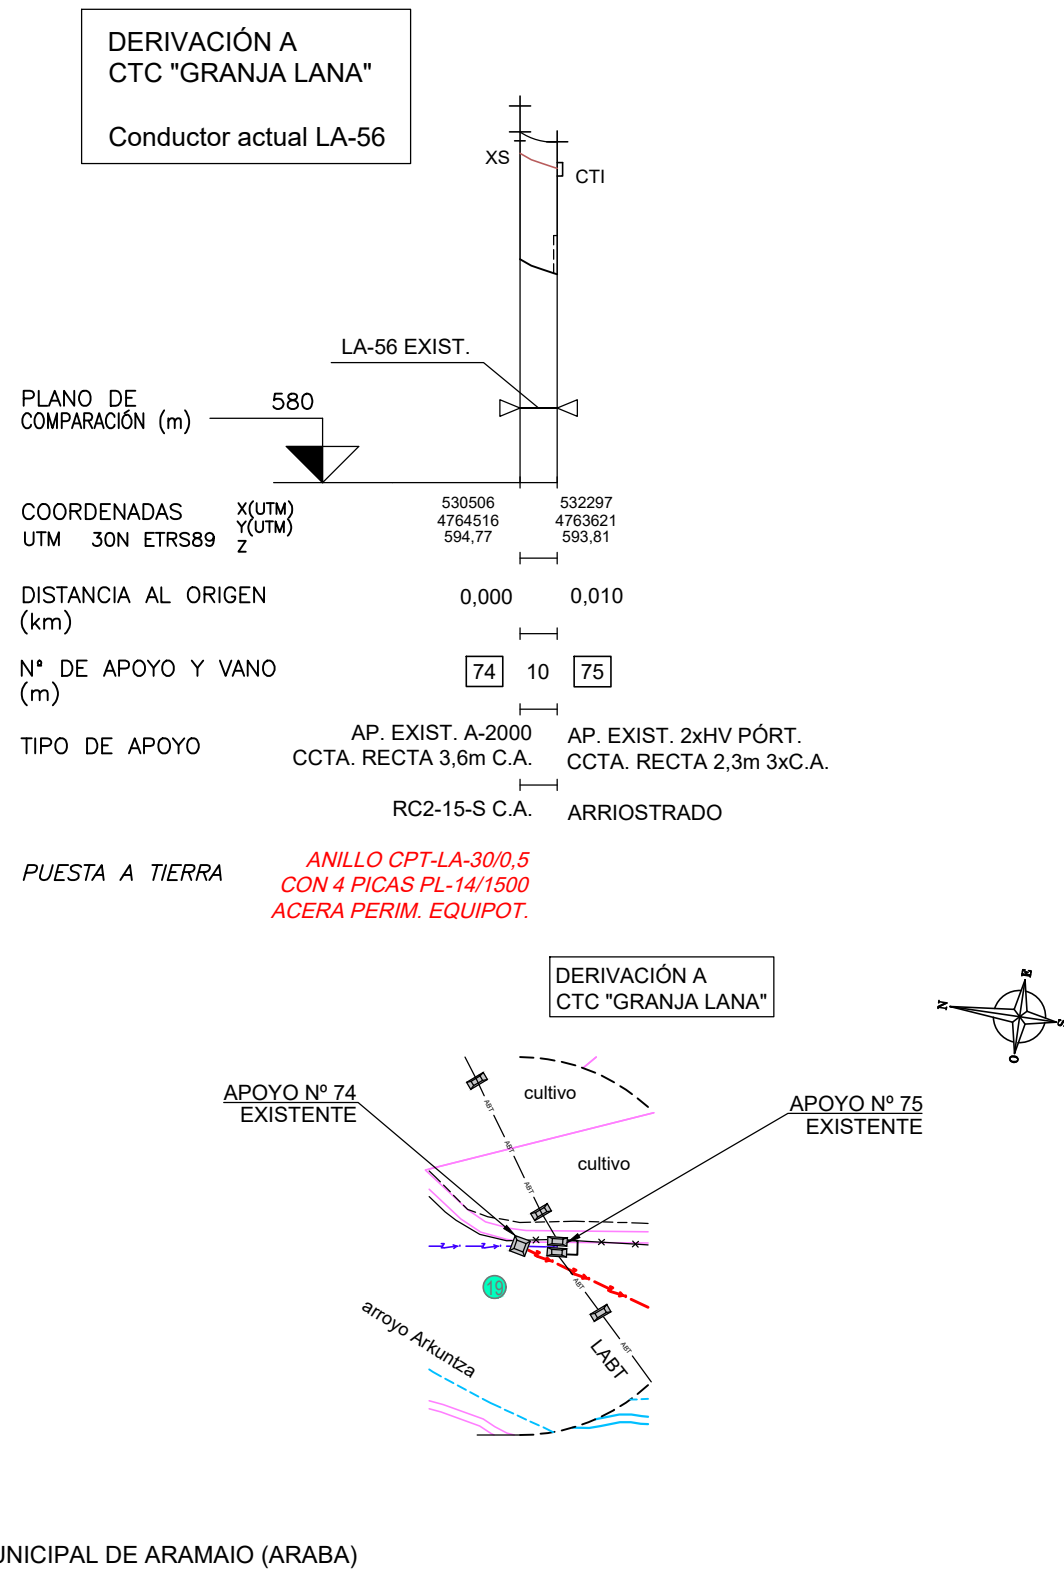 DERIVACIÓN A
CTC "GRANJA LANA"
Conductor actual LA-56
XS
CTI
LA-56 EXIST.
PLANO DE
COMPARACIÓN (m)
580
COORDENADAS
UTM 30N ETRS89
X(UTM)
Y(UTM)
Z
530506
4764516
594,77
532297
4763621
593,81
DISTANCIA AL ORIGEN
(km)
0,000
0,010
Nº DE APOYO Y VANO
(m)
74
10
75
TIPO DE APOYO
AP. EXIST. A-2000
CCTA. RECTA 3,6m C.A.
AP. EXIST. 2xHV PÓRT.
CCTA. RECTA 2,3m 3xC.A.
RC2-15-S C.A.
ARRIOSTRADO
PUESTA A TIERRA
ANILLO CPT-LA-30/0,5
CON 4 PICAS PL-14/1500
ACERA PERIM. EQUIPOT.
DERIVACIÓN A
CTC "GRANJA LANA"
N
E
S
O
APOYO Nº 74
EXISTENTE
cultivo
APOYO Nº 75
EXISTENTE
cultivo
ABT
ABT
ABT
ABT
ABT
19
arroyo Arkuntza
LABT
UNICIPAL DE ARAMAIO (ARABA)